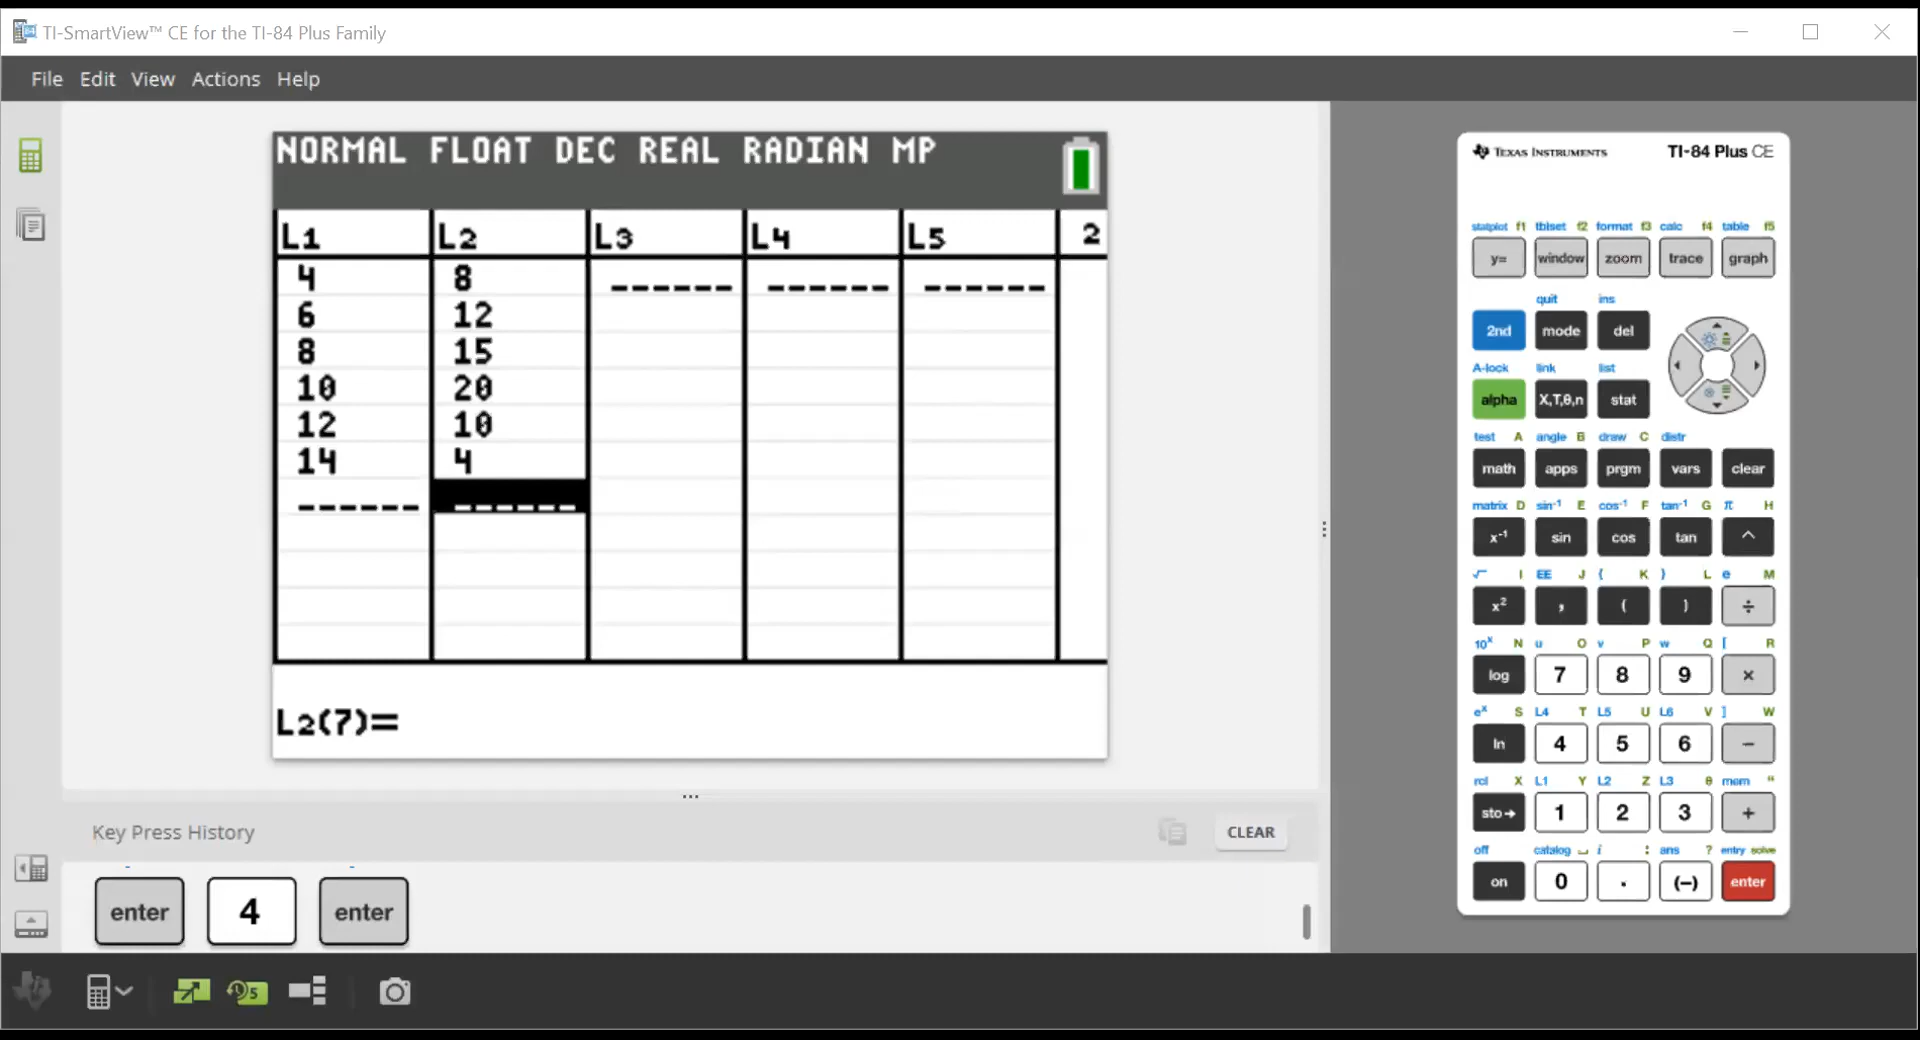 TI-SmartView™ CE for the TI-84 Plus Family
File Edit View Actions Help
NORMAL FLOAT DEC REAL RADIAN MP
L1 L2 L3 L4 L5 2
4 8 ------ ------ ------
6 12
8 15
10 20
12 10
14 4
------ ------
L2(7)=
Key Press History
CLEAR
enter 4 enter
5
TEXAS INSTRUMENTS TI-84 Plus CE
statplot f1 tblset f2 format f3 calc f4 table f5
y= window zoom trace graph
quit ins
2nd mode del
A-lock link list
alpha X,T,θ,n stat
test A angle B draw C distr
math apps prgm vars clear
matrix D sin⁻¹ E cos⁻¹ F tan⁻¹ G π H
x⁻¹ sin cos tan ^
√ I EE J { K } L e M
x² , ( ) ÷
10ˣ N u O v P w Q [ R
log 7 8 9 ×
eˣ S L4 T L5 U L6 V ] W
ln 4 5 6 −
rcl X L1 Y L2 Z L3 θ mem "
sto→ 1 2 3 +
off catalog ⎵ i : ans ? entry solve
on 0 . (–) enter